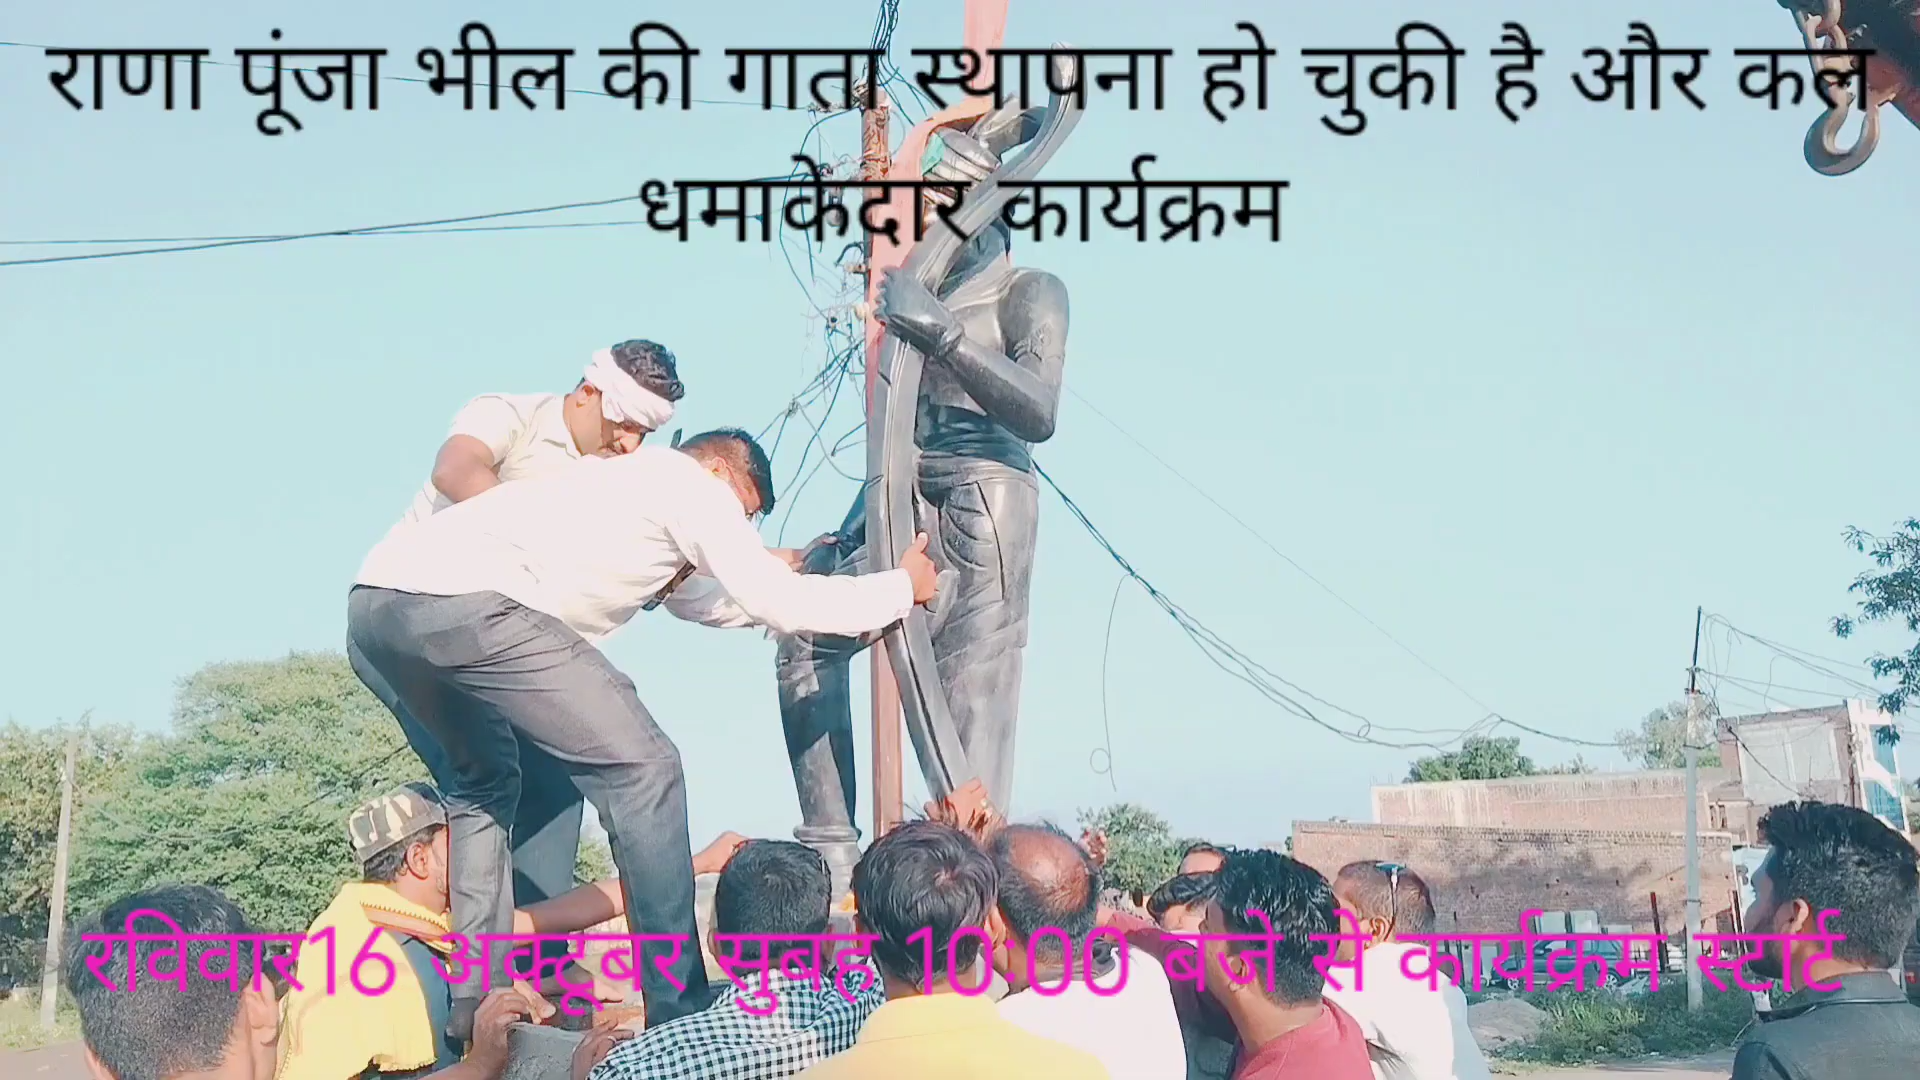 राणा पूंजा भील की गाता स्थापना हो चुकी है और कल
धमाकेदार कार्यक्रम
रविवार16 अक्टूबर सुबह 10:00 बजे से कार्यक्रम स्टार्ट